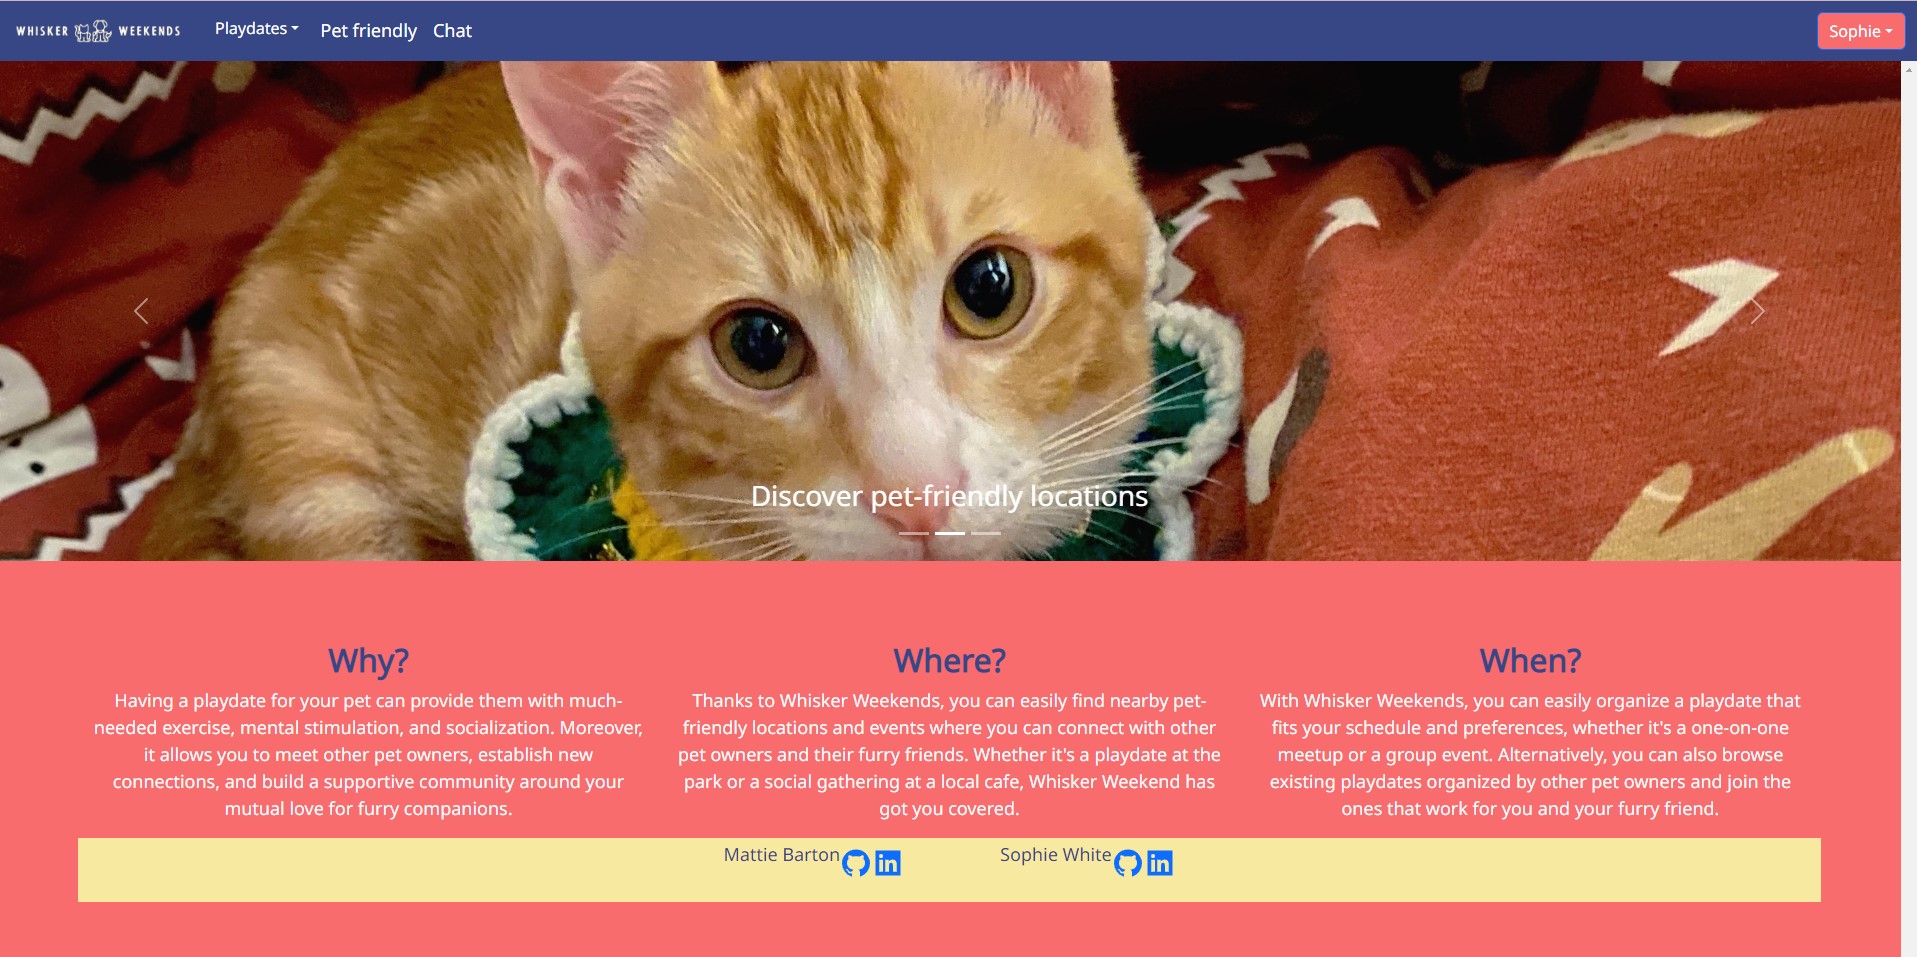 WHISKER WEEKENDS
Playdates Pet friendly Chat
Sophie
Discover pet-friendly locations
Why?
Having a playdate for your pet can provide them with much-
needed exercise, mental stimulation, and socialization. Moreover,
it allows you to meet other pet owners, establish new
connections, and build a supportive community around your
mutual love for furry companions.
Where?
Thanks to Whisker Weekends, you can easily find nearby pet-
friendly locations and events where you can connect with other
pet owners and their furry friends. Whether it's a playdate at the
park or a social gathering at a local cafe, Whisker Weekend has
got you covered.
When?
With Whisker Weekends, you can easily organize a playdate that
fits your schedule and preferences, whether it's a one-on-one
meetup or a group event. Alternatively, you can also browse
existing playdates organized by other pet owners and join the
ones that work for you and your furry friend.
Mattie Barton in
Sophie White in